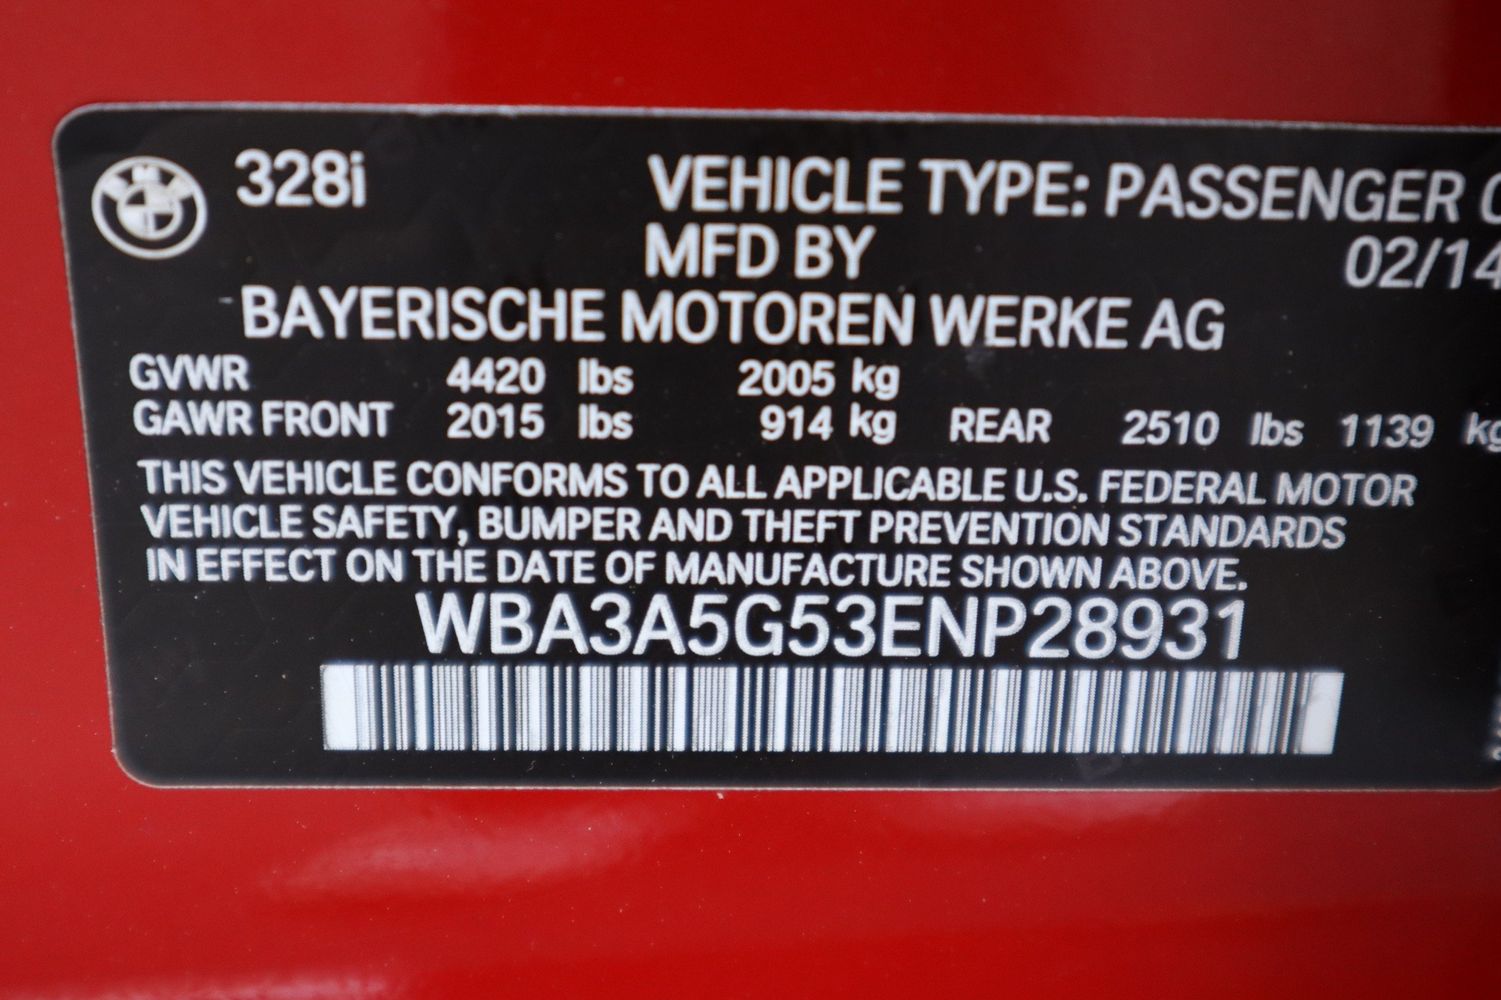 328i VEHICLE TYPE: PASSENGER C
MFD BY 02/14
BAYERISCHE MOTOREN WERKE AG
GVWR 4420 lbs 2005 kg
GAWR FRONT 2015 lbs 914 kg REAR 2510 lbs 1139 kg
THIS VEHICLE CONFORMS TO ALL APPLICABLE U.S. FEDERAL MOTOR
VEHICLE SAFETY, BUMPER AND THEFT PREVENTION STANDARDS
IN EFFECT ON THE DATE OF MANUFACTURE SHOWN ABOVE.
WBA3A5G53ENP28931